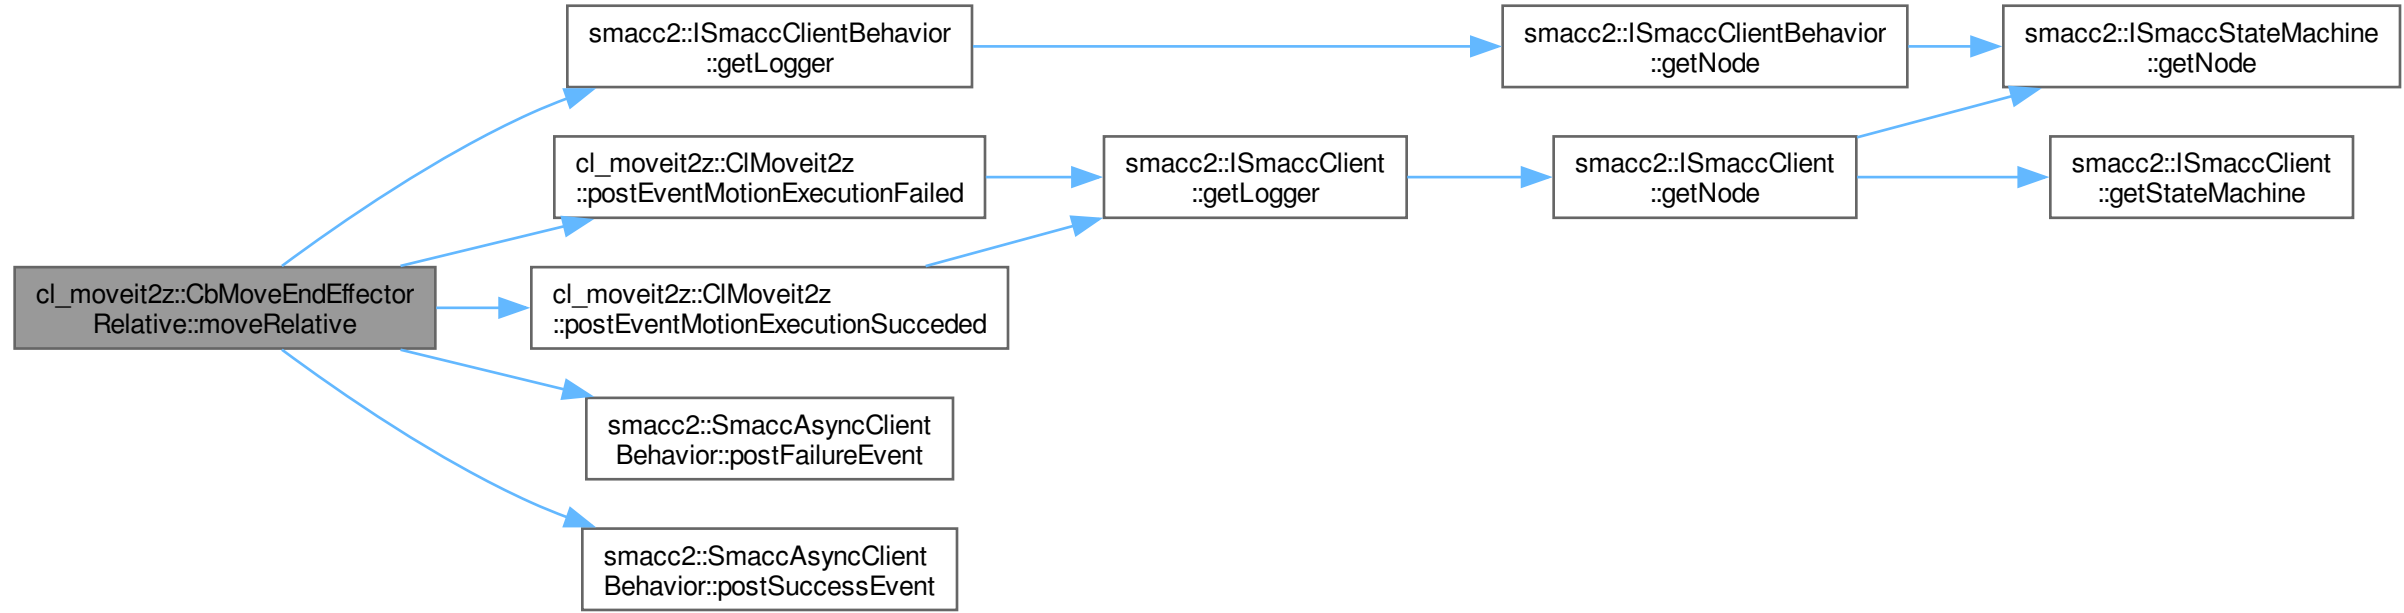 smacc2::ISmaccClientBehavior
::getLogger
smacc2::ISmaccClientBehavior
::getNode
smacc2::ISmaccStateMachine
::getNode
cl_moveit2z::ClMoveit2z
::postEventMotionExecutionFailed
smacc2::ISmaccClient
::getLogger
smacc2::ISmaccClient
::getNode
smacc2::ISmaccClient
::getStateMachine
cl_moveit2z::CbMoveEndEffector
Relative::moveRelative
cl_moveit2z::ClMoveit2z
::postEventMotionExecutionSucceded
smacc2::SmaccAsyncClient
Behavior::postFailureEvent
smacc2::SmaccAsyncClient
Behavior::postSuccessEvent